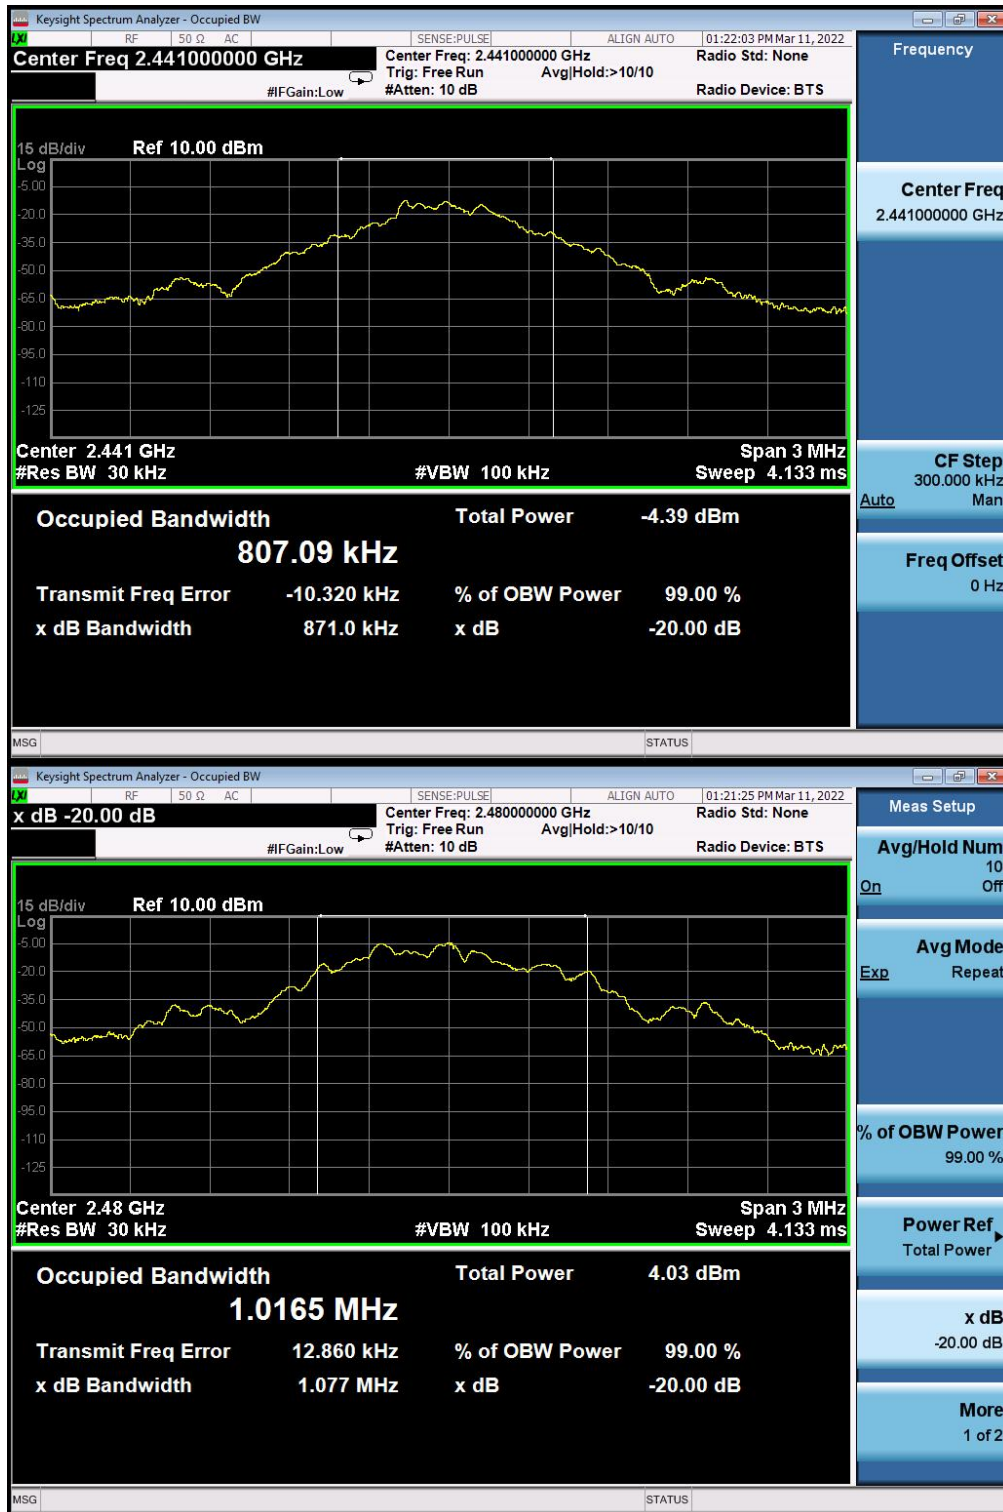 Keysight Spectrum Analyzer - Occupied BW
LXI RF 50 Ω AC SENSE:PULSE ALIGN AUTO 01:22:03 PM Mar 11, 2022
Center Freq 2.441000000 GHz
Center Freq: 2.441000000 GHz
Radio Std: None
Trig: Free Run Avg|Hold:>10/10
#IFGain:Low
#Atten: 10 dB
Radio Device: BTS
15 dB/div Ref 10.00 dBm
Log
-5.00
-20.0
-35.0
-50.0
-65.0
-80.0
-95.0
-110
-125
Center 2.441 GHz
Span 3 MHz
#Res BW 30 kHz
#VBW 100 kHz
Sweep 4.133 ms
Occupied Bandwidth
Total Power -4.39 dBm
807.09 kHz
Transmit Freq Error -10.320 kHz % of OBW Power 99.00 %
x dB Bandwidth 871.0 kHz x dB -20.00 dB
MSG
STATUS
Frequency
Center Freq
2.441000000 GHz
CF Step
300.000 kHz
Auto Man
Freq Offset
0 Hz
Keysight Spectrum Analyzer - Occupied BW
LXI RF 50 Ω AC SENSE:PULSE ALIGN AUTO 01:21:25 PM Mar 11, 2022
x dB -20.00 dB
Center Freq: 2.480000000 GHz
Radio Std: None
Trig: Free Run Avg|Hold:>10/10
#IFGain:Low
#Atten: 10 dB
Radio Device: BTS
15 dB/div Ref 10.00 dBm
Log
-5.00
-20.0
-35.0
-50.0
-65.0
-80.0
-95.0
-110
-125
Center 2.48 GHz
Span 3 MHz
#Res BW 30 kHz
#VBW 100 kHz
Sweep 4.133 ms
Occupied Bandwidth
Total Power 4.03 dBm
1.0165 MHz
Transmit Freq Error 12.860 kHz % of OBW Power 99.00 %
x dB Bandwidth 1.077 MHz x dB -20.00 dB
MSG
STATUS
Meas Setup
Avg/Hold Num
10
On Off
Avg Mode
Exp Repeat
% of OBW Power
99.00 %
Power Ref
Total Power
x dB
-20.00 dB
More
1 of 2